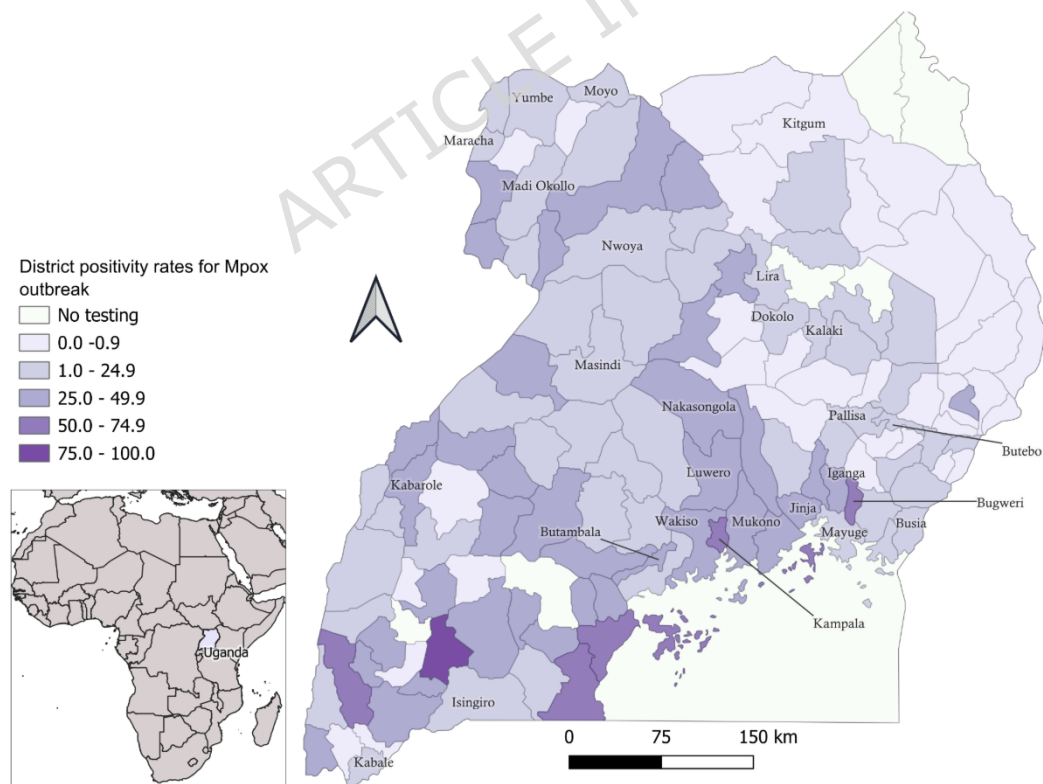 ARTICLE IN
Yumbe
Moyo
Kitgum
Maracha
Madi Okollo
Nwoya
Lira
Dokolo
Kalaki
Masindi
Nakasongola
Pallisa
Butebo
Kabarole
Luwero
Iganga
Bugweri
Butambala
Wakiso
Mukono
Jinja
Mayuge
Busia
Kampala
Isingiro
Kabale
District positivity rates for Mpox
outbreak
No testing
0.0 -0.9
1.0 - 24.9
25.0 - 49.9
50.0 - 74.9
75.0 - 100.0
Uganda
0 75 150 km